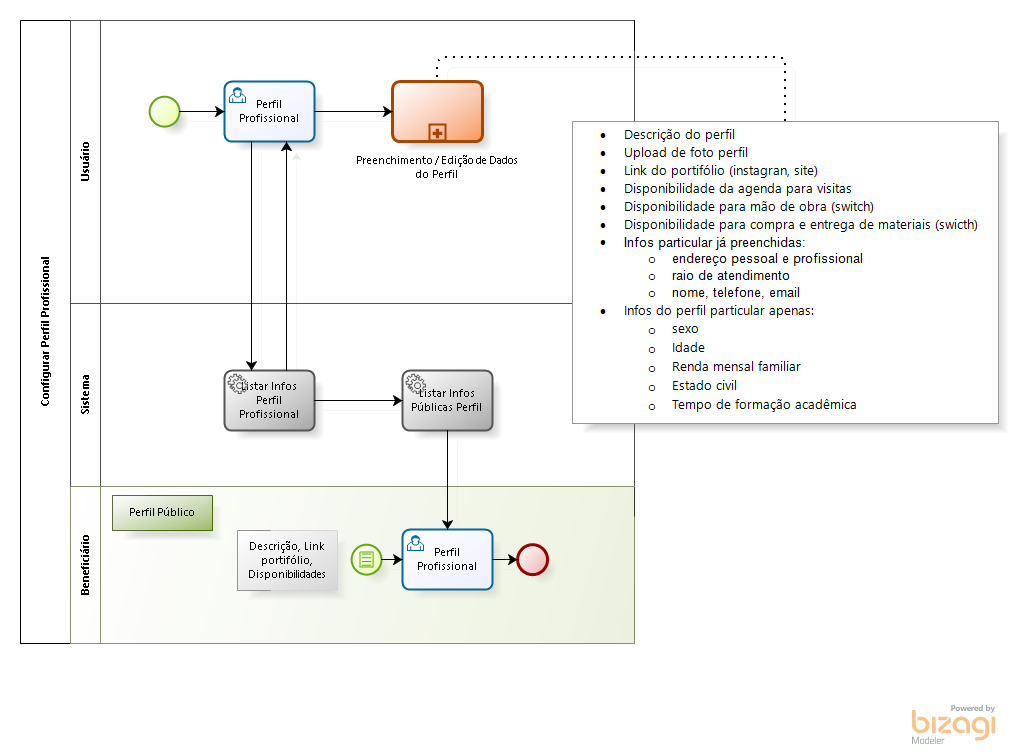 Configurar Perfil Profissional
Usuário
Perfil
Profissional
Preenchimento / Edição de Dados
do Perfil
• Descrição do perfil
• Upload de foto perfil
• Link do portifólio (instagran, site)
• Disponibilidade da agenda para visitas
• Disponibilidade para mão de obra (switch)
• Disponibilidade para compra e entrega de materiais (swicth)
• Infos particular já preenchidas:
o endereço pessoal e profissional
o raio de atendimento
o nome, telefone, email
• Infos do perfil particular apenas:
o sexo
o Idade
o Renda mensal familiar
o Estado civil
o Tempo de formação acadêmica
Sistema
Listar Infos
Perfil
Profissional
Listar Infos
Públicas Perfil
Beneficiário
Perfil Público
Descrição, Link
portifólio,
Disponibilidades
Perfil
Profissional
Powered by
bizagi
Modeler